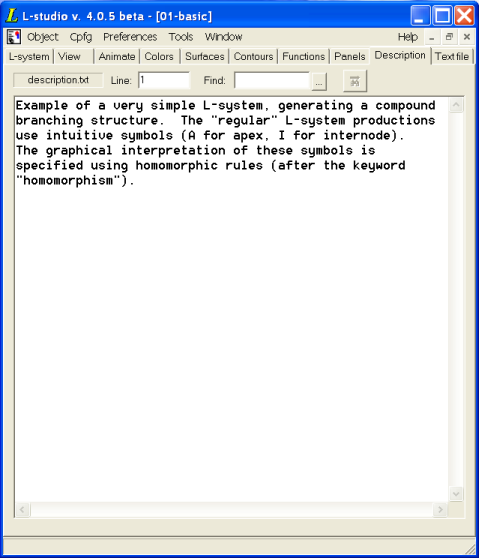 L-studio v. 4.0.5 beta - [01-basic]
Object Cpfg Preferences Tools Window Help
L-system View Animate Colors Surfaces Contours Functions Panels Description Text file
description.txt Line: 1 Find: ...
Example of a very simple L-system, generating a compound
branching structure.  The "regular" L-system productions
use intuitive symbols (A for apex, I for internode).
The graphical interpretation of these symbols is
specified using homomorphic rules (after the keyword
"homomorphism").